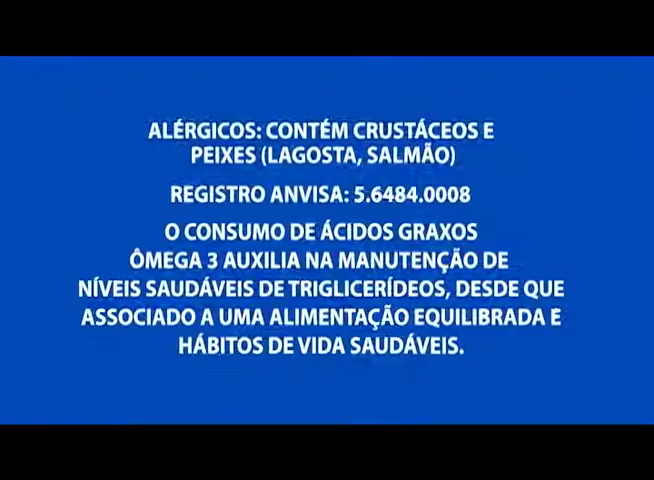 ALÉRGICOS: CONTÉM CRUSTÁCEOS E
PEIXES (LAGOSTA, SALMÃO)
REGISTRO ANVISA: 5.6484.0008
O CONSUMO DE ÁCIDOS GRAXOS
ÔMEGA 3 AUXILIA NA MANUTENÇÃO DE
NÍVEIS SAUDÁVEIS DE TRIGLICERÍDEOS, DESDE QUE
ASSOCIADO A UMA ALIMENTAÇÃO EQUILIBRADA E
HÁBITOS DE VIDA SAUDÁVEIS.